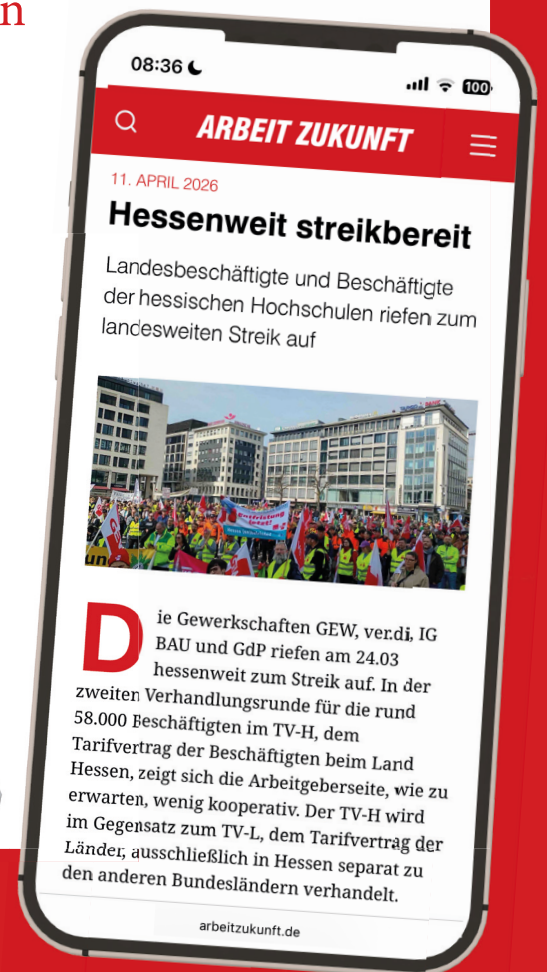 n
08:36
100
ARBEIT ZUKUNFT
11. APRIL 2026
Hessenweit streikbereit
Landesbeschäftigte und Beschäftigte
der hessischen Hochschulen riefen zum
landesweiten Streik auf
Entfristung
jetzt!
un
Die Gewerkschaften GEW, ver.di, IG
BAU und GdP riefen am 24.03
hessenweit zum Streik auf. In der
zweiten Verhandlungsrunde für die rund
58.000 Beschäftigten im TV-H, dem
Tarifvertrag der Beschäftigten beim Land
Hessen, zeigt sich die Arbeitgeberseite, wie zu
erwarten, wenig kooperativ. Der TV-H wird
im Gegensatz zum TV-L, dem Tarifvertrag der
Länder, ausschließlich in Hessen separat zu
den anderen Bundesländern verhandelt.
arbeitzukunft.de